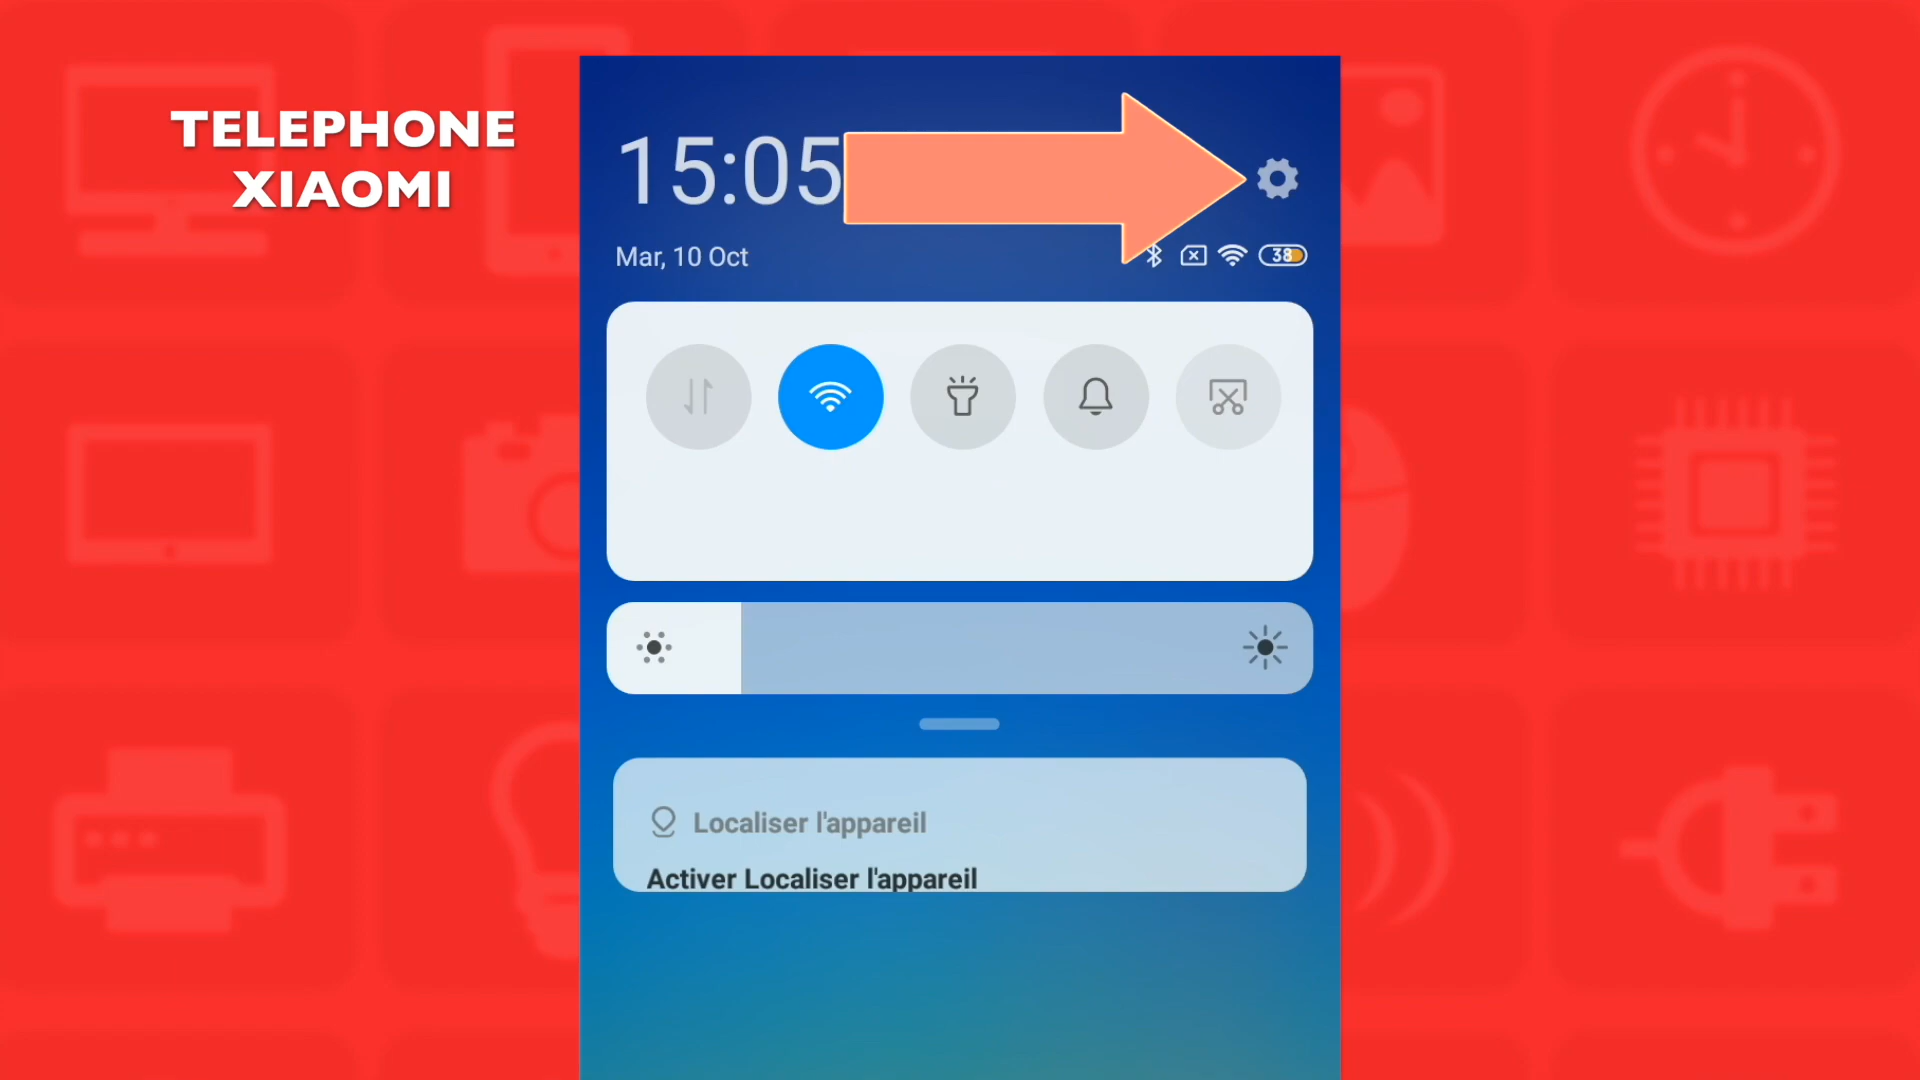 TELEPHONE
XIAOMI
15:05
Mar, 10 Oct
38
Localiser l'appareil
Activer Localiser l'appareil